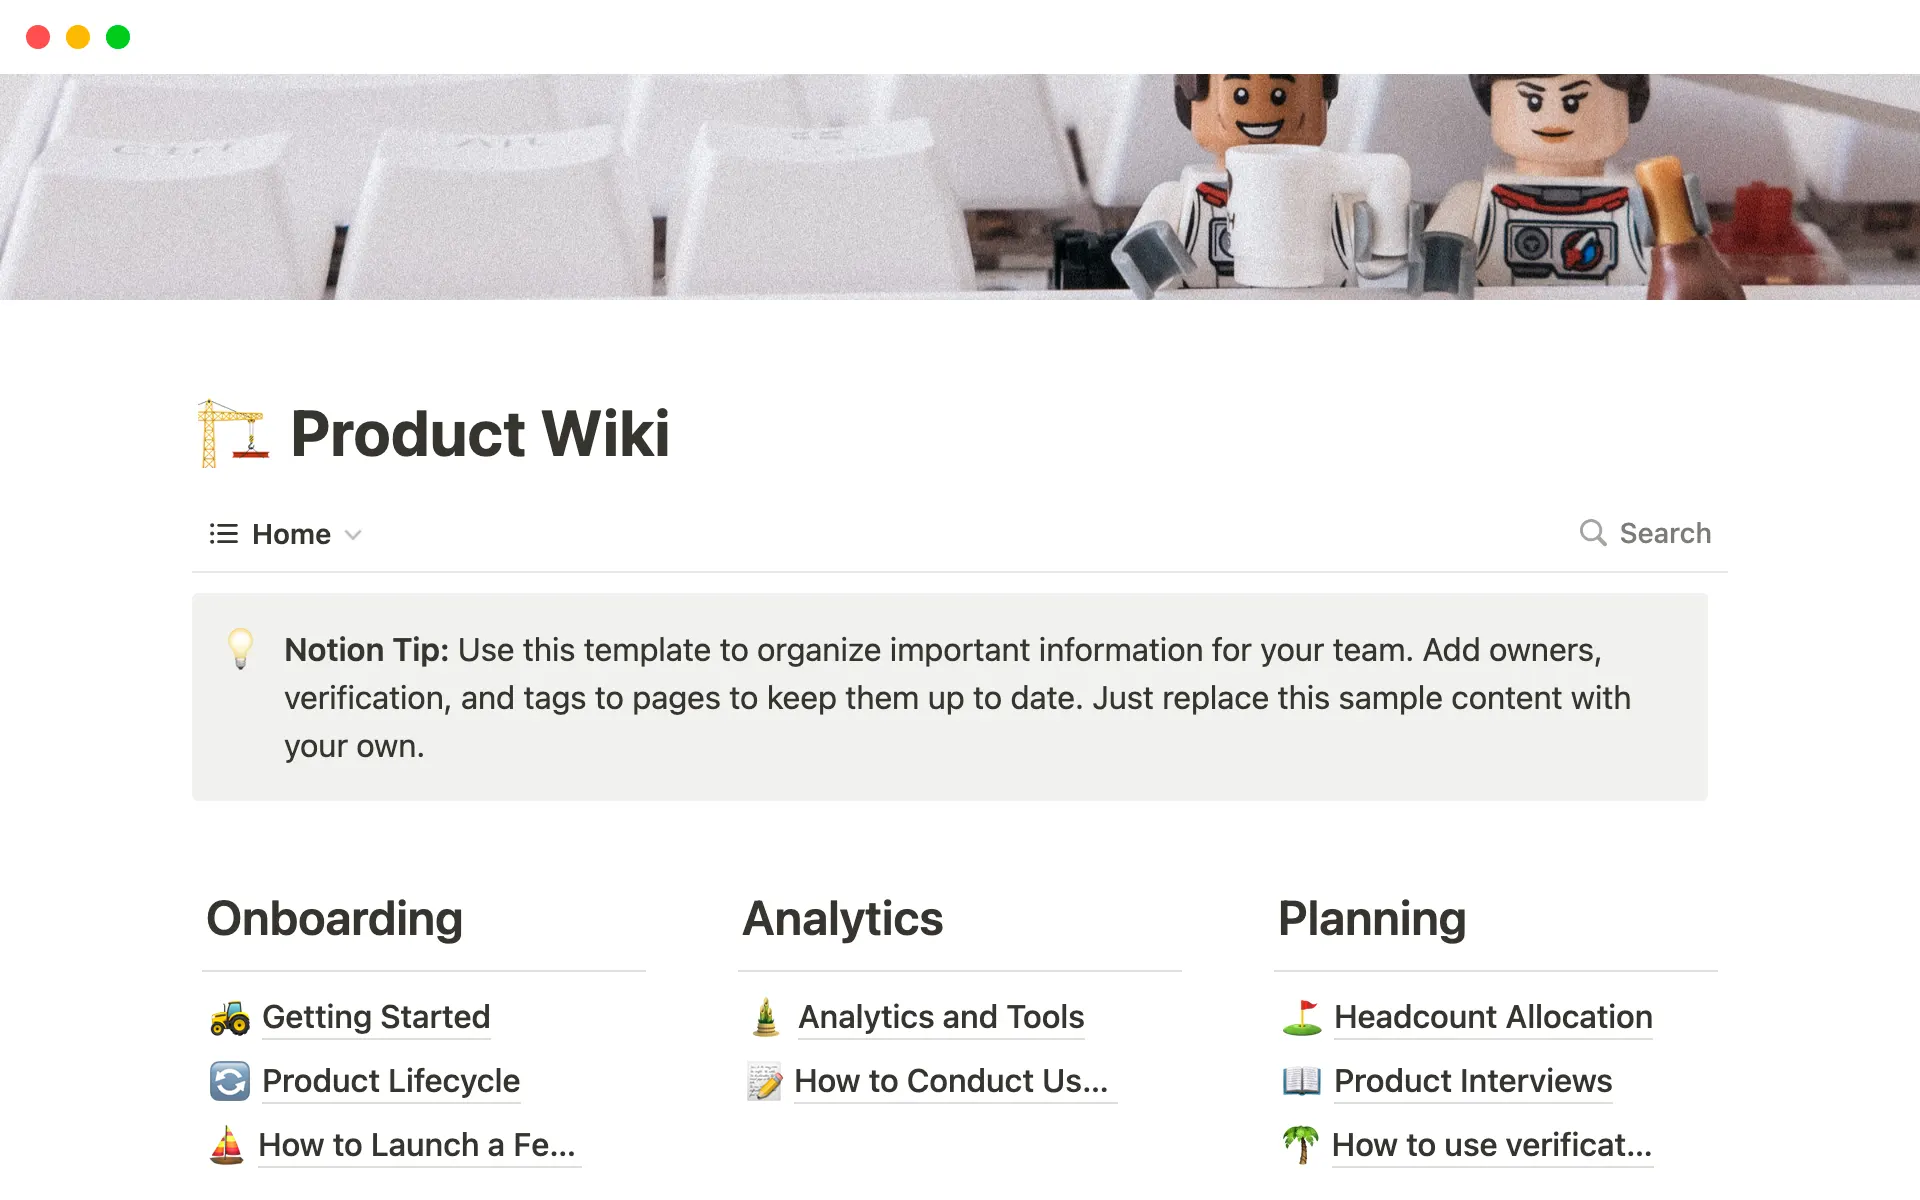 Ctrl
Alt
Product Wiki
Home
Search
Notion Tip: Use this template to organize important information for your team. Add owners,
verification, and tags to pages to keep them up to date. Just replace this sample content with
your own.
Onboarding
Analytics
Planning
Getting Started
Analytics and Tools
Headcount Allocation
Product Lifecycle
How to Conduct Us...
Product Interviews
How to Launch a Fe...
How to use verificat...